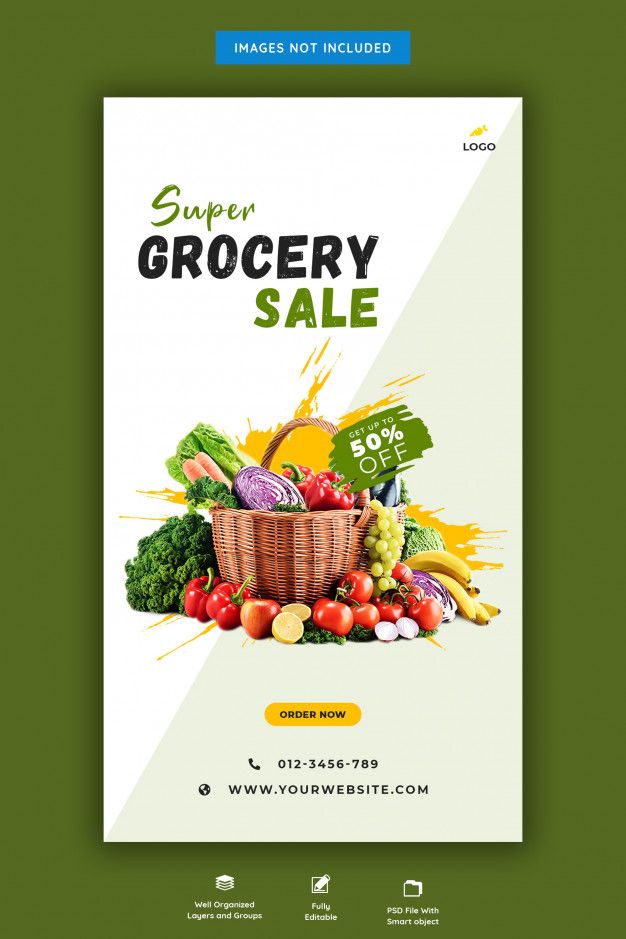 IMAGES NOT INCLUDED
LOGO
Super
GROCERY
SALE
GET UP TO
50%
OFF
ORDER NOW
012-3456-789
WWW.YOURWEBSITE.COM
Well Organized
Layers and Groups
Fully
Editable
PSD File With
Smart object